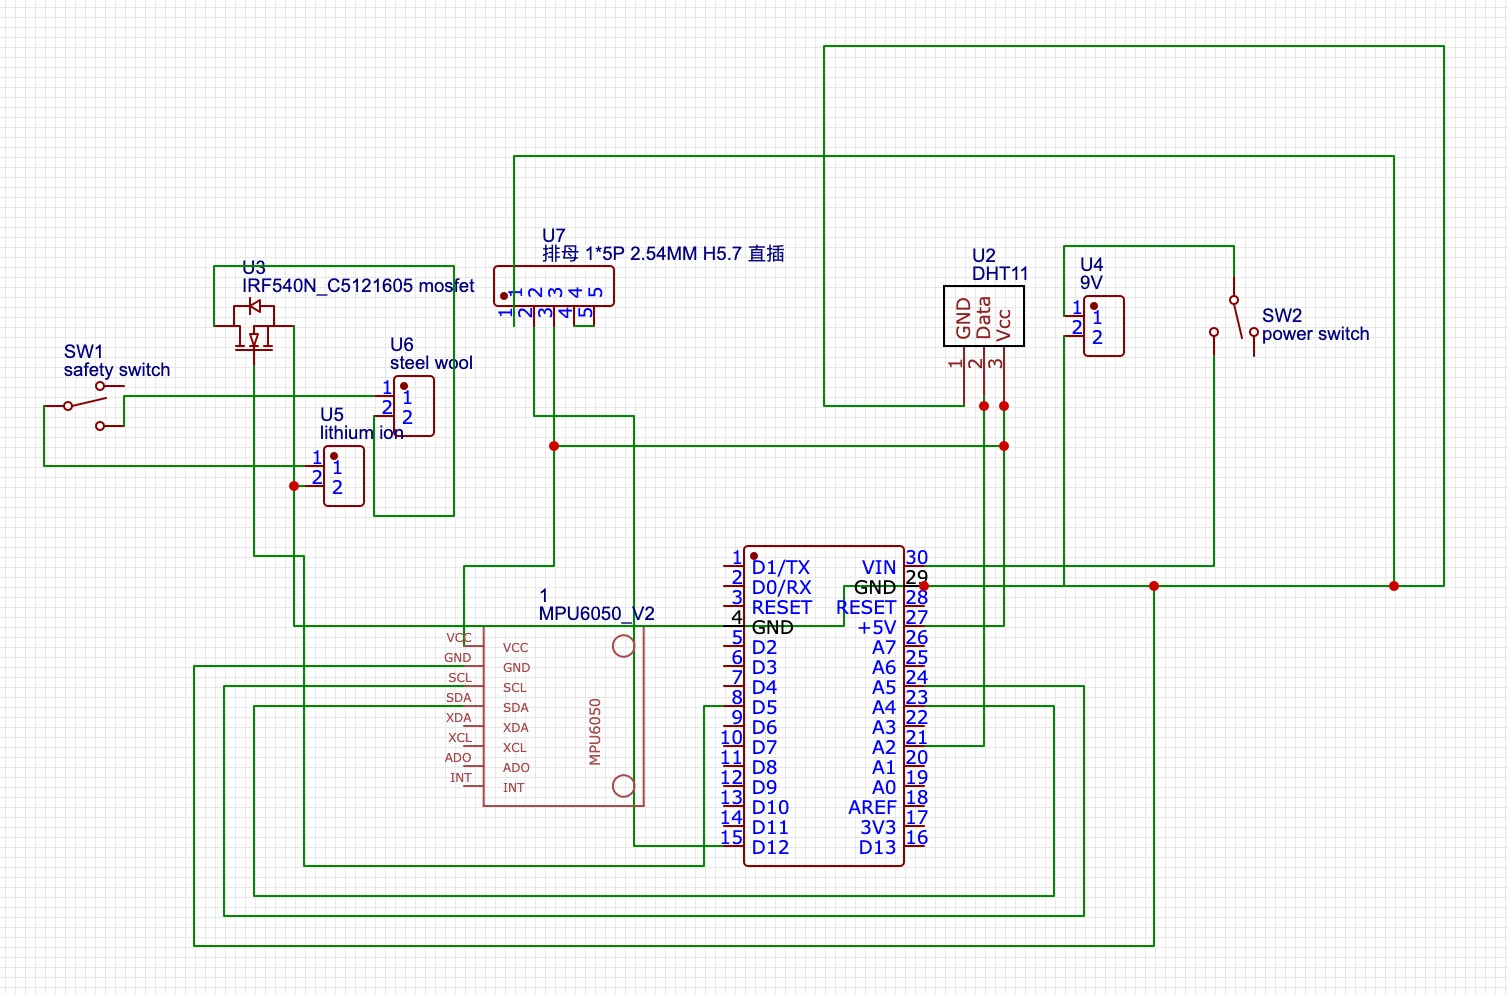 U7
排母 1*5P 2.54MM H5.7 直插
1 2 3 4 5
1 2 3 4 5
U2
DHT11
GND
Data
Vcc
1 2 3
U4
9V
1 1
2 2
SW2
power switch
U3
IRF540N_C5121605 mosfet
SW1
safety switch
U6
steel wool
1 1
2 2
U5
lithium ion
1 1
2 2
1
MPU6050_V2
VCC VCC
GND GND
SCL SCL
SDA SDA
XDA XDA
XCL XCL
ADO ADO
INT INT
MPU6050
1 D1/TX VIN 30
2 D0/RX GND 29
3 RESET RESET 28
4 GND +5V 27
5 D2 A7 26
6 D3 A6 25
7 D4 A5 24
8 D5 A4 23
9 D6 A3 22
10 D7 A2 21
11 D8 A1 20
12 D9 A0 19
13 D10 AREF 18
14 D11 3V3 17
15 D12 D13 16